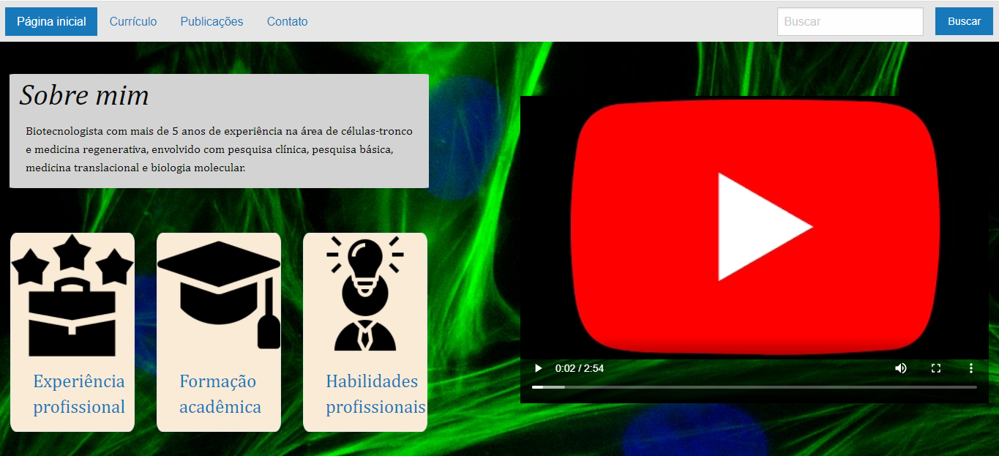 Página inicial Currículo Publicações Contato Buscar Buscar
Sobre mim
Biotecnologista com mais de 5 anos de experiência na área de células-tronco
e medicina regenerativa, envolvido com pesquisa clínica, pesquisa básica,
medicina translacional e biologia molecular.
Experiência
profissional
Formação
acadêmica
Habilidades
profissionais
0:02 / 2:54